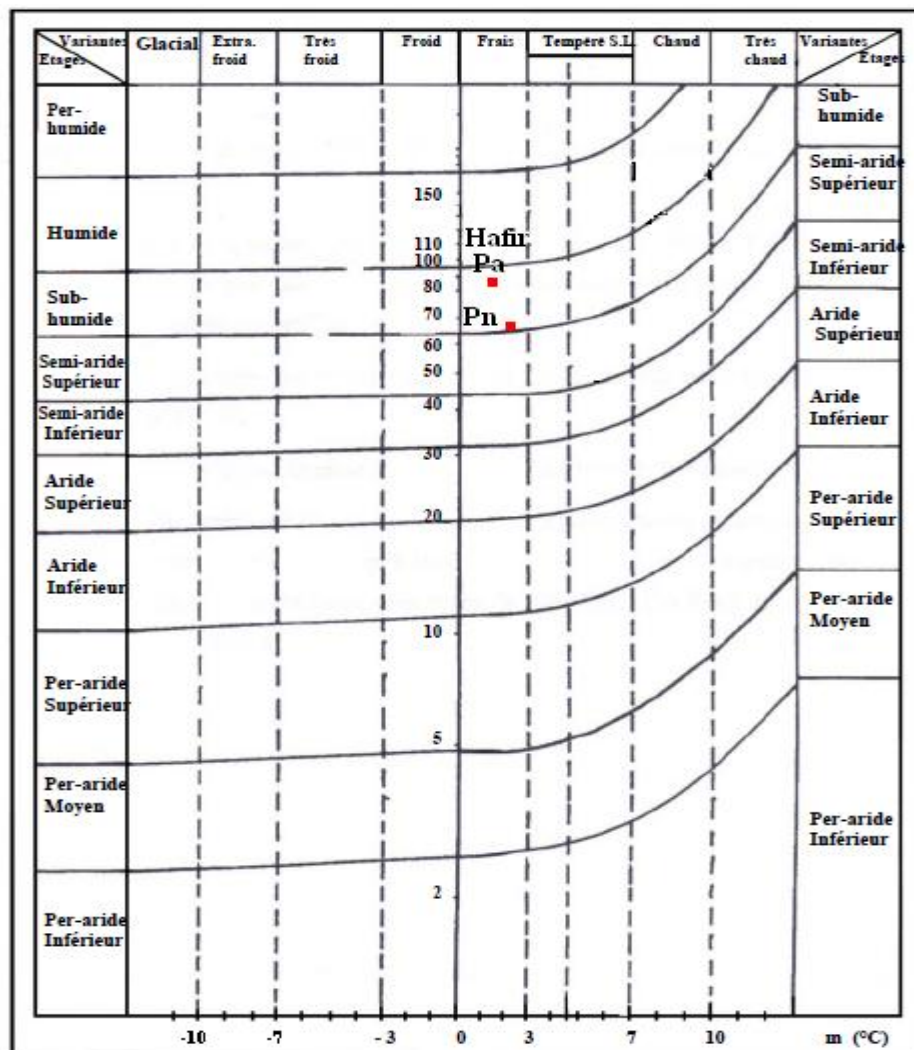 Variantes
Etages
Glacial
Extra.
froid
Très
froid
Froid
Frais
Tempéré S.L.
Chaud
Très
chaud
Variantes
Étages
Per-
humide
Humide
Sub-
humide
Semi-aride
Supérieur
Semi-aride
Inférieur
Aride
Supérieur
Aride
Inférieur
Per-aride
Supérieur
Per-aride
Moyen
Per-aride
Inférieur
150
110
100
80
70
60
50
40
30
20
10
5
2
Hafir
Pa
Pn
Sub-
humide
Semi-aride
Supérieur
Semi-aride
Inférieur
Aride
Supérieur
Aride
Inférieur
Per-aride
Supérieur
Per-aride
Moyen
Per-aride
Inférieur
-10 -7 -3 0 3 7 10 m (°C)